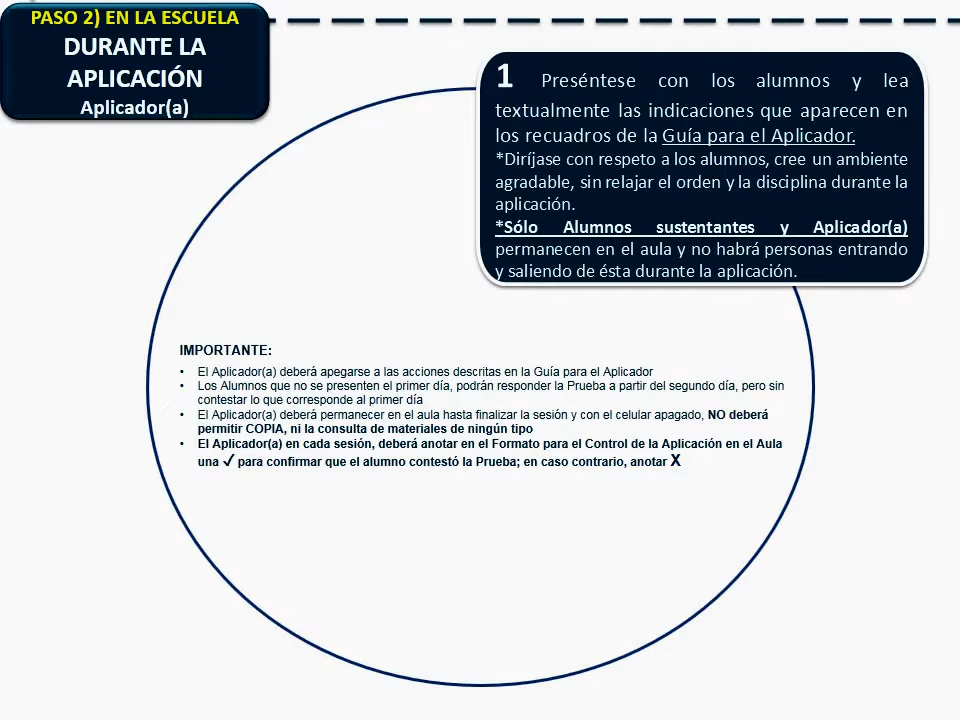 PASO 2) EN LA ESCUELA
DURANTE LA
APLICACIÓN
Aplicador(a)
1 Preséntese con los alumnos y lea
textualmente las indicaciones que aparecen en
los recuadros de la Guía para el Aplicador.
*Diríjase con respeto a los alumnos, cree un ambiente
agradable, sin relajar el orden y la disciplina durante la
aplicación.
*Sólo Alumnos sustentantes y Aplicador(a)
permanecen en el aula y no habrá personas entrando
y saliendo de ésta durante la aplicación.
IMPORTANTE:
• El Aplicador(a) deberá apegarse a las acciones descritas en la Guía para el Aplicador
• Los Alumnos que no se presenten el primer día, podrán responder la Prueba a partir del segundo día, pero sin
contestar lo que corresponde al primer día
• El Aplicador(a) deberá permanecer en el aula hasta finalizar la sesión y con el celular apagado, NO deberá
permitir COPIA, ni la consulta de materiales de ningún tipo
• El Aplicador(a) en cada sesión, deberá anotar en el Formato para el Control de la Aplicación en el Aula
una ✓ para confirmar que el alumno contestó la Prueba; en caso contrario, anotar X